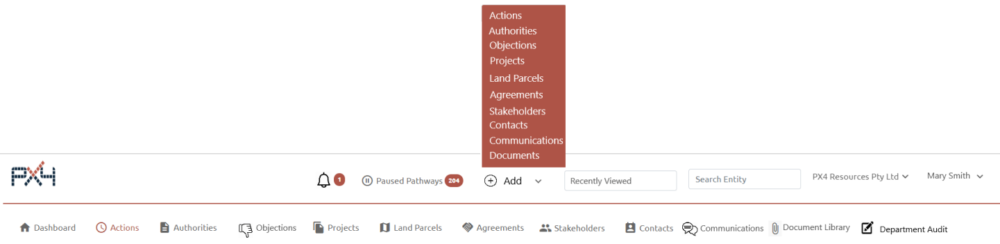 Actions
Authorities
Objections
Projects
Land Parcels
Agreements
Stakeholders
Contacts
Communications
Documents
PX4 1 Paused Pathways 204 Add Recently Viewed Search Entity PX4 Resources Pty Ltd Mary Smith
Dashboard Actions Authorities Objections Projects Land Parcels Agreements Stakeholders Contacts Communications Document Library Department Audit